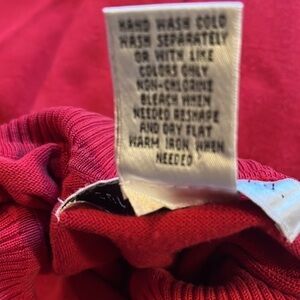 HAND WASH COLD
WASH SEPARATELY
OR WITH LIKE
COLORS ONLY
NON-CHLORINE
BLEACH WHEN
NEEDED RESHAPE
AND DRY FLAT
WARM IRON WHEN
NEEDED